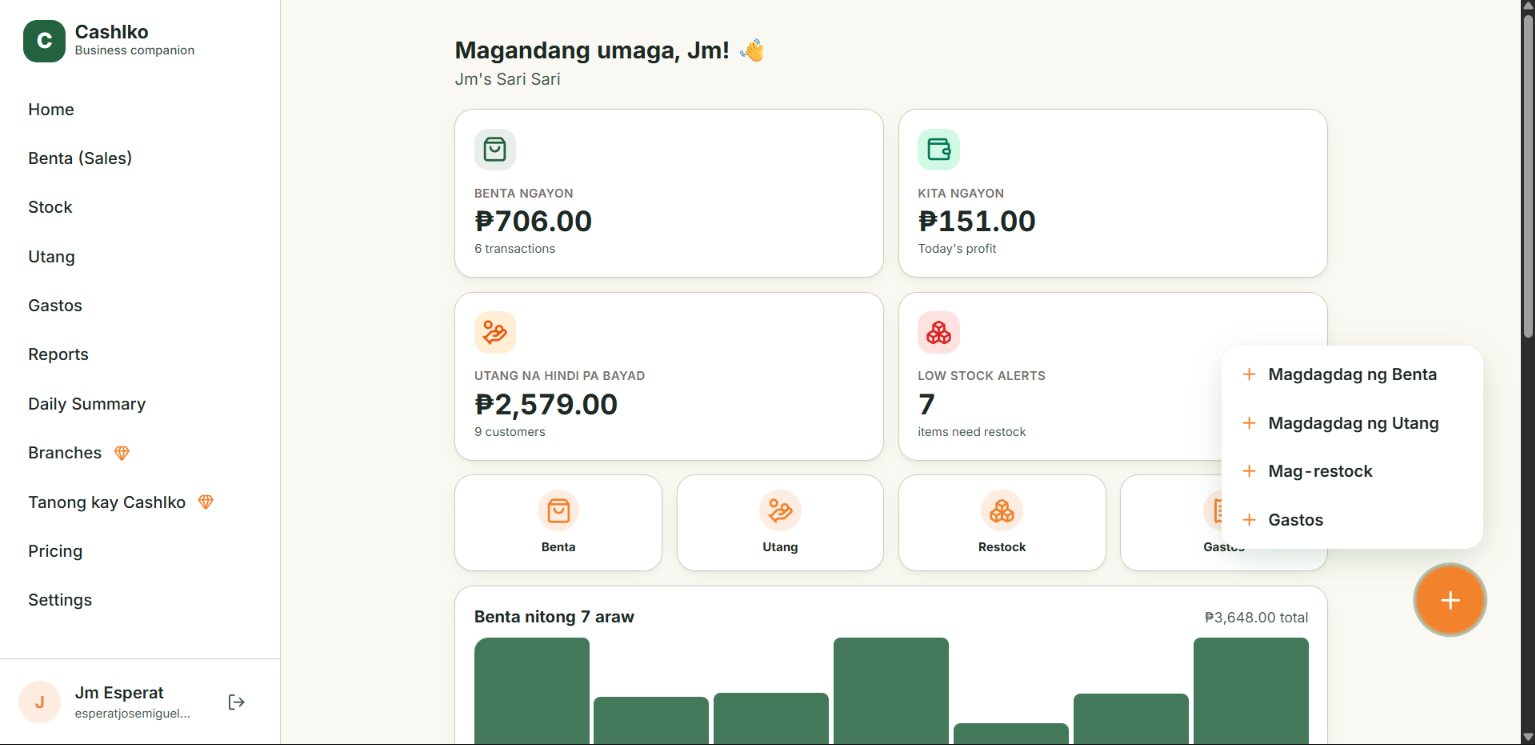 C
CashIko
Business companion
Home
Benta (Sales)
Stock
Utang
Gastos
Reports
Daily Summary
Branches
Tanong kay CashIko
Pricing
Settings
J
Jm Esperat
esperatjosemiguel...
Magandang umaga, Jm! 👋
Jm's Sari Sari
BENTA NGAYON
₱706.00
6 transactions
KITA NGAYON
₱151.00
Today's profit
UTANG NA HINDI PA BAYAD
₱2,579.00
9 customers
LOW STOCK ALERTS
7
items need restock
Benta
Utang
Restock
Gastos
+ Magdagdag ng Benta
+ Magdagdag ng Utang
+ Mag-restock
+ Gastos
+
Benta nitong 7 araw
₱3,648.00 total